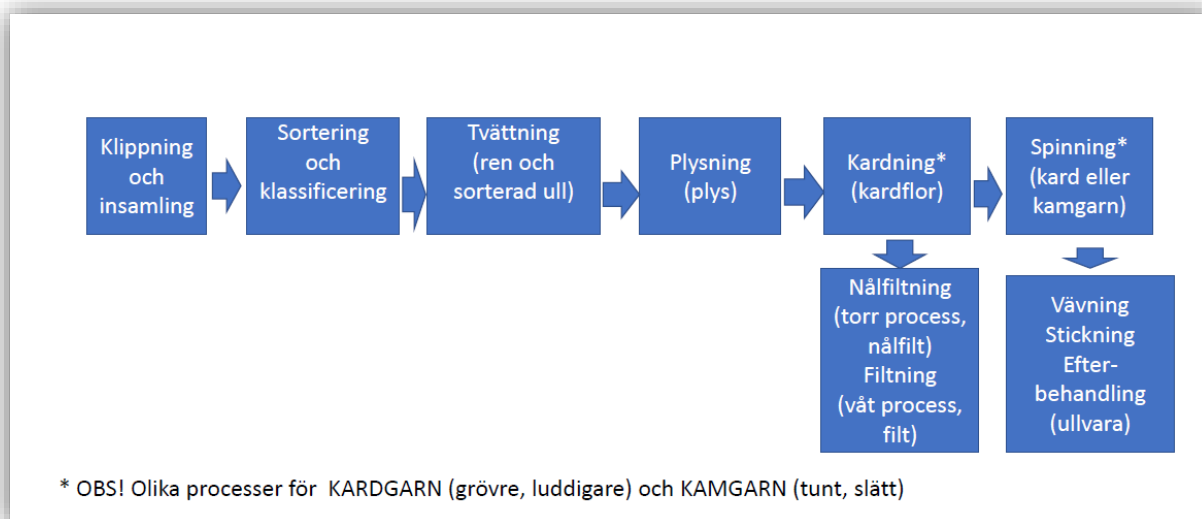 Klippning
och
insamling
Sortering
och
klassificering
Tvättning
(ren och
sorterad ull)
Plysning
(plys)
Kardning*
(kardflor)
Spinning*
(kard eller
kamgarn)
Nålfiltning
(torr process,
nålfilt)
Filtning
(våt process,
filt)
Vävning
Stickning
Efter-
behandling
(ullvara)
* OBS! Olika processer för  KARDGARN (grövre, luddigare) och KAMGARN (tunt, slätt)